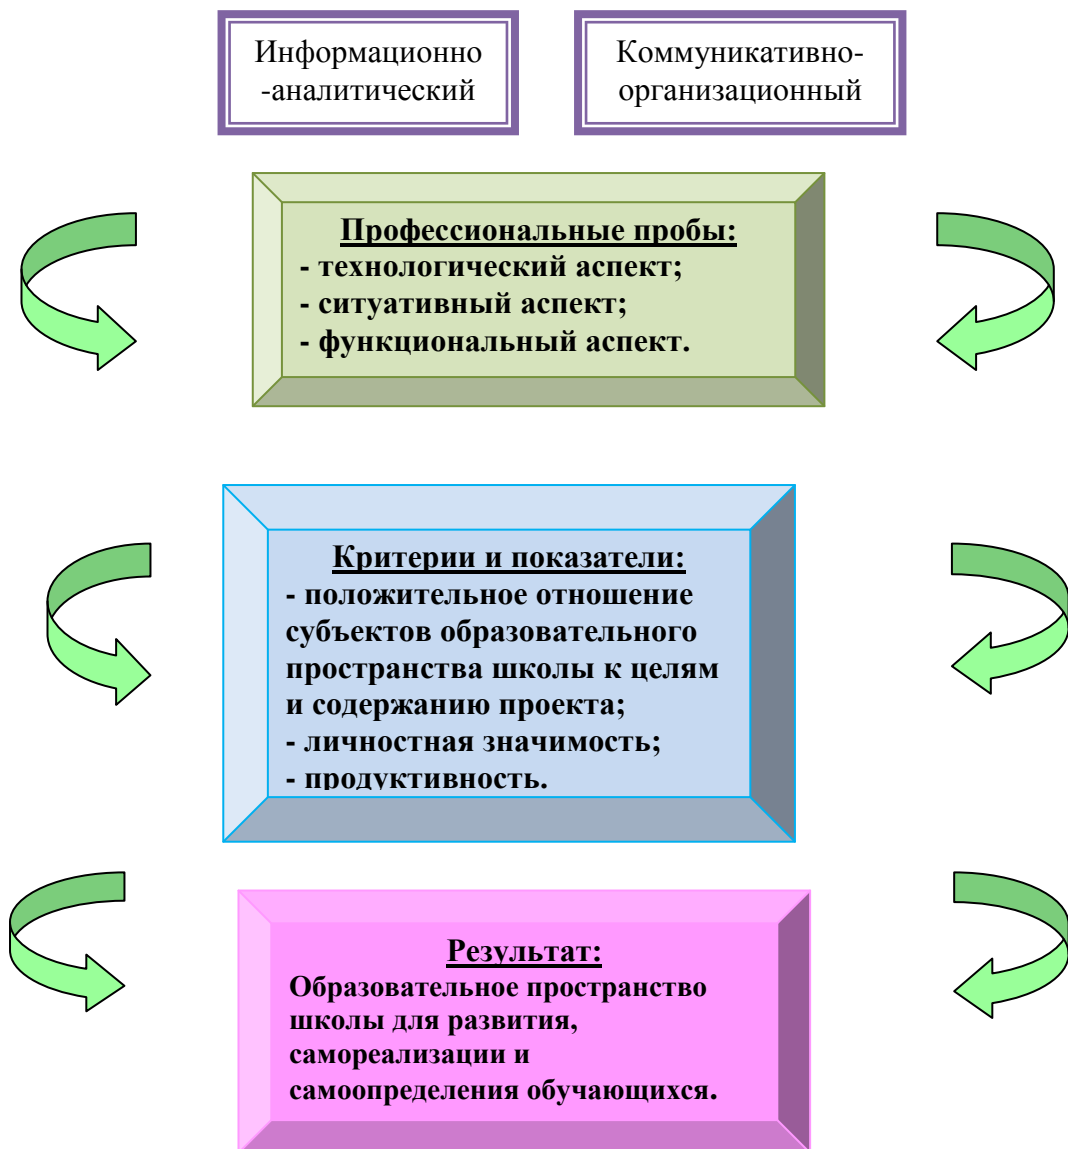 Информационно
-аналитический
Коммуникативно-
организационный
Профессиональные пробы:
- технологический аспект;
- ситуативный аспект;
- функциональный аспект.
Критерии и показатели:
- положительное отношение
субъектов образовательного
пространства школы к целям
и содержанию проекта;
- личностная значимость;
- продуктивность.
Результат:
Образовательное пространство
школы для развития,
самореализации и
самоопределения обучающихся.